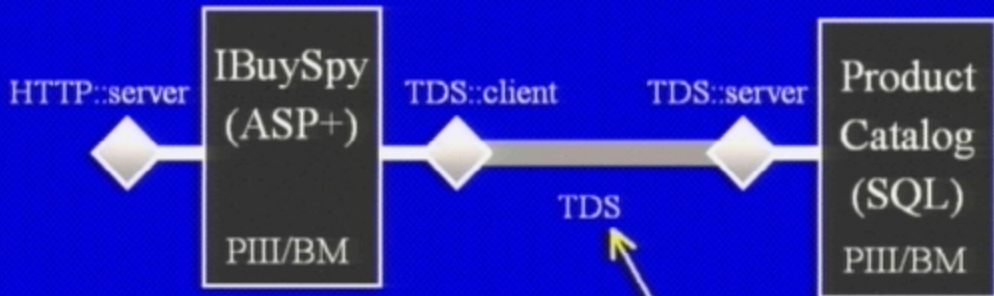 HTTP::server
IBuySpy
(ASP+)
PIII/BM
TDS::client
TDS
TDS::server
Product
Catalog
(SQL)
PIII/BM